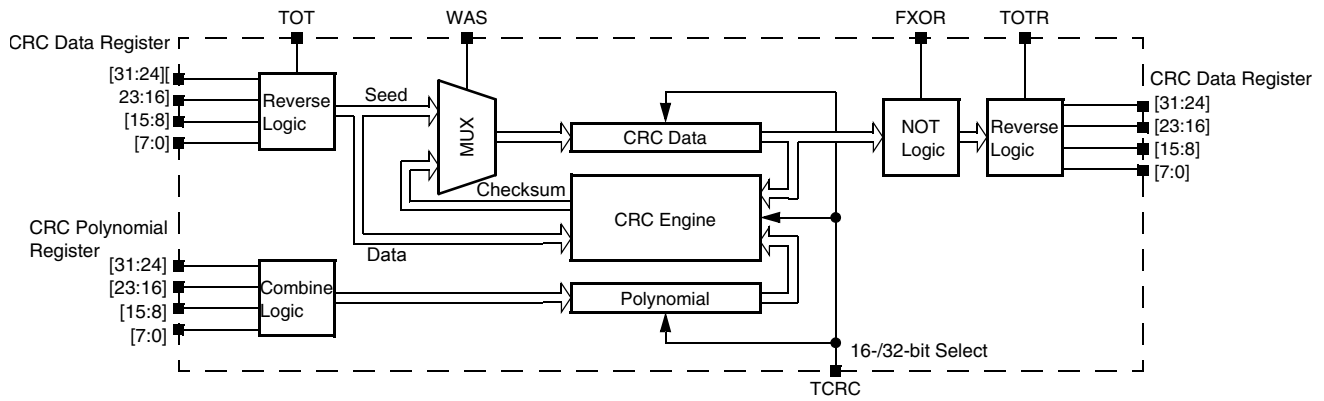 TOT
WAS
FXOR
TOTR
CRC Data Register
[31:24][
23:16]
[15:8]
[7:0]
Reverse
Logic
Seed
MUX
Checksum
Data
CRC Data
CRC Engine
NOT
Logic
Reverse
Logic
CRC Data Register
[31:24]
[23:16]
[15:8]
[7:0]
CRC Polynomial
Register
[31:24]
[23:16]
[15:8]
[7:0]
Combine
Logic
Polynomial
16-/32-bit Select
TCRC